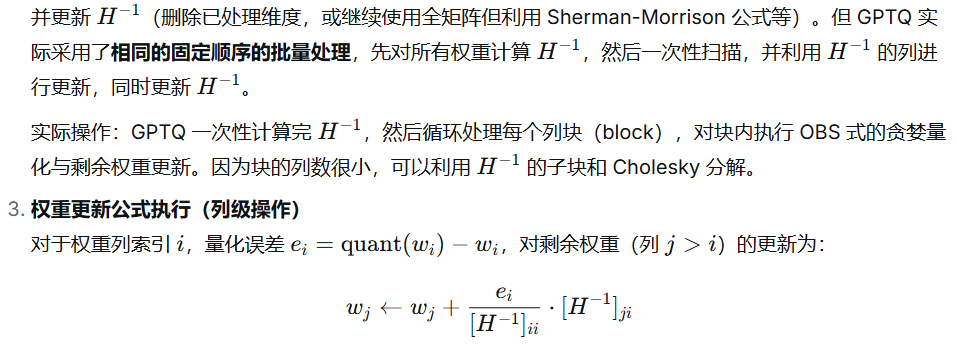 并更新 H⁻¹（删除已处理维度，或继续使用全矩阵但利用 Sherman-Morrison 公式等）。但 GPTQ 实
际采用了相同的固定顺序的批量处理，先对所有权重计算 H⁻¹，然后一次性扫描，并利用 H⁻¹ 的列进
行更新，同时更新 H⁻¹。
实际操作：GPTQ 一次性计算完 H⁻¹，然后循环处理每个列块（block），对块内执行 OBS 式的贪婪量
化与剩余权重更新。因为块的列数很小，可以利用 H⁻¹ 的子块和 Cholesky 分解。
3. 权重更新公式执行（列级操作）
对于权重列索引 i，量化误差 eᵢ = quant(wᵢ) − wᵢ，对剩余权重（列 j > i）的更新为：
wⱼ ← wⱼ + eᵢ / [H⁻¹]ᵢᵢ · [H⁻¹]ⱼᵢ